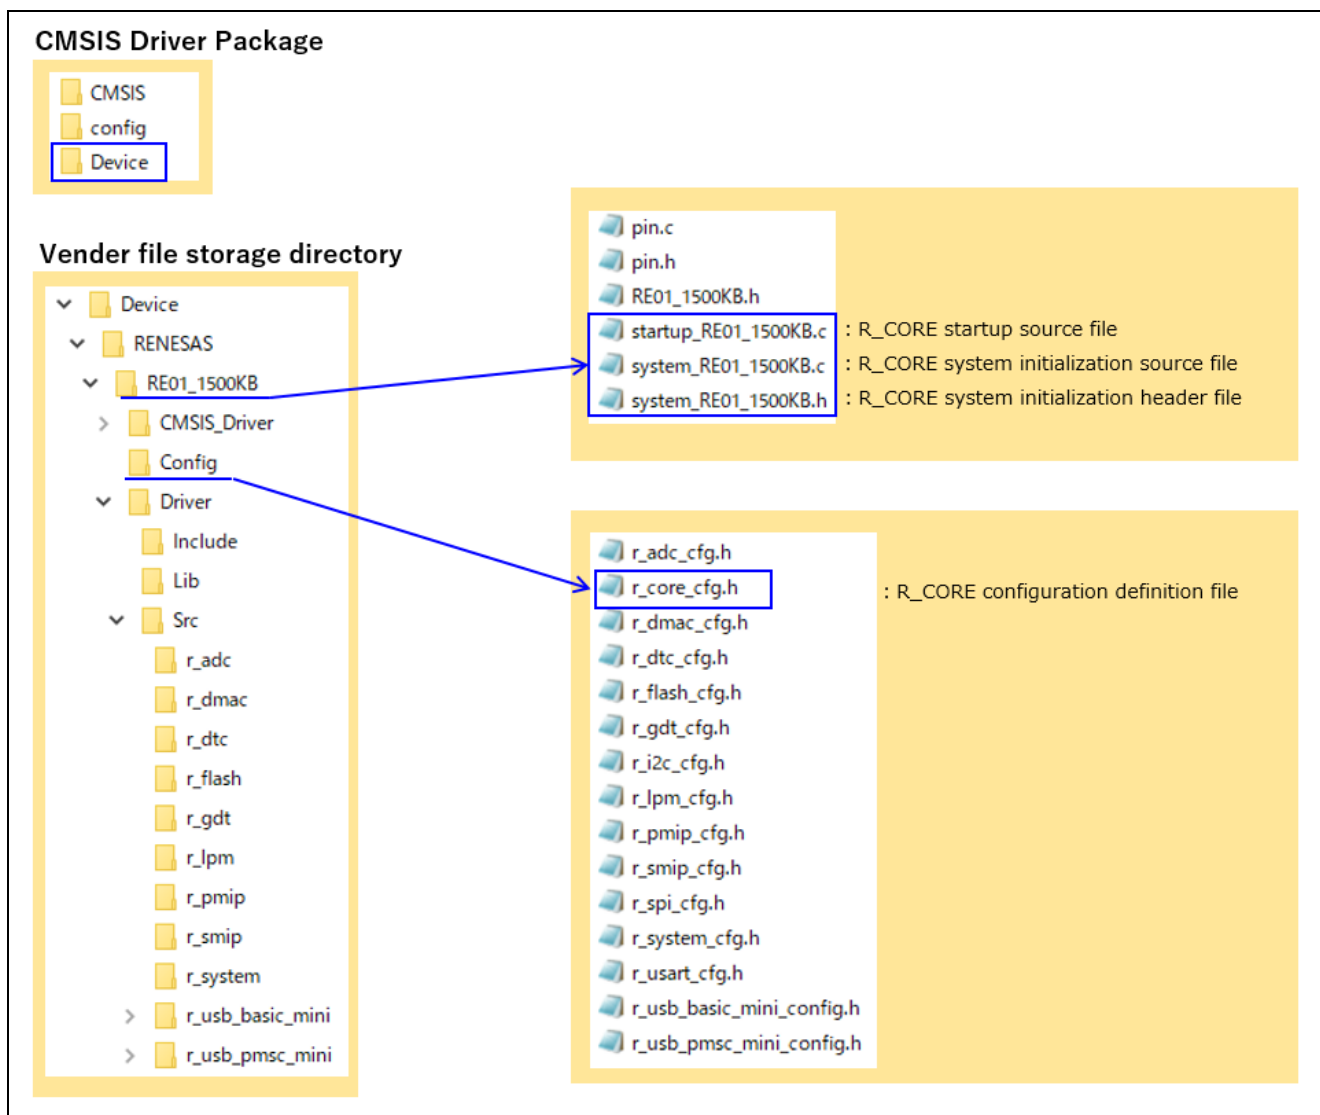 CMSIS Driver Package
CMSIS
config
Device
Vender file storage directory
Device
RENESAS
RE01_1500KB
CMSIS_Driver
Config
Driver
Include
Lib
Src
r_adc
r_dmac
r_dtc
r_flash
r_gdt
r_lpm
r_pmip
r_smip
r_system
r_usb_basic_mini
r_usb_pmsc_mini
pin.c
pin.h
RE01_1500KB.h
startup_RE01_1500KB.c : R_CORE startup source file
system_RE01_1500KB.c : R_CORE system initialization source file
system_RE01_1500KB.h : R_CORE system initialization header file
r_adc_cfg.h
r_core_cfg.h : R_CORE configuration definition file
r_dmac_cfg.h
r_dtc_cfg.h
r_flash_cfg.h
r_gdt_cfg.h
r_i2c_cfg.h
r_lpm_cfg.h
r_pmip_cfg.h
r_smip_cfg.h
r_spi_cfg.h
r_system_cfg.h
r_usart_cfg.h
r_usb_basic_mini_config.h
r_usb_pmsc_mini_config.h